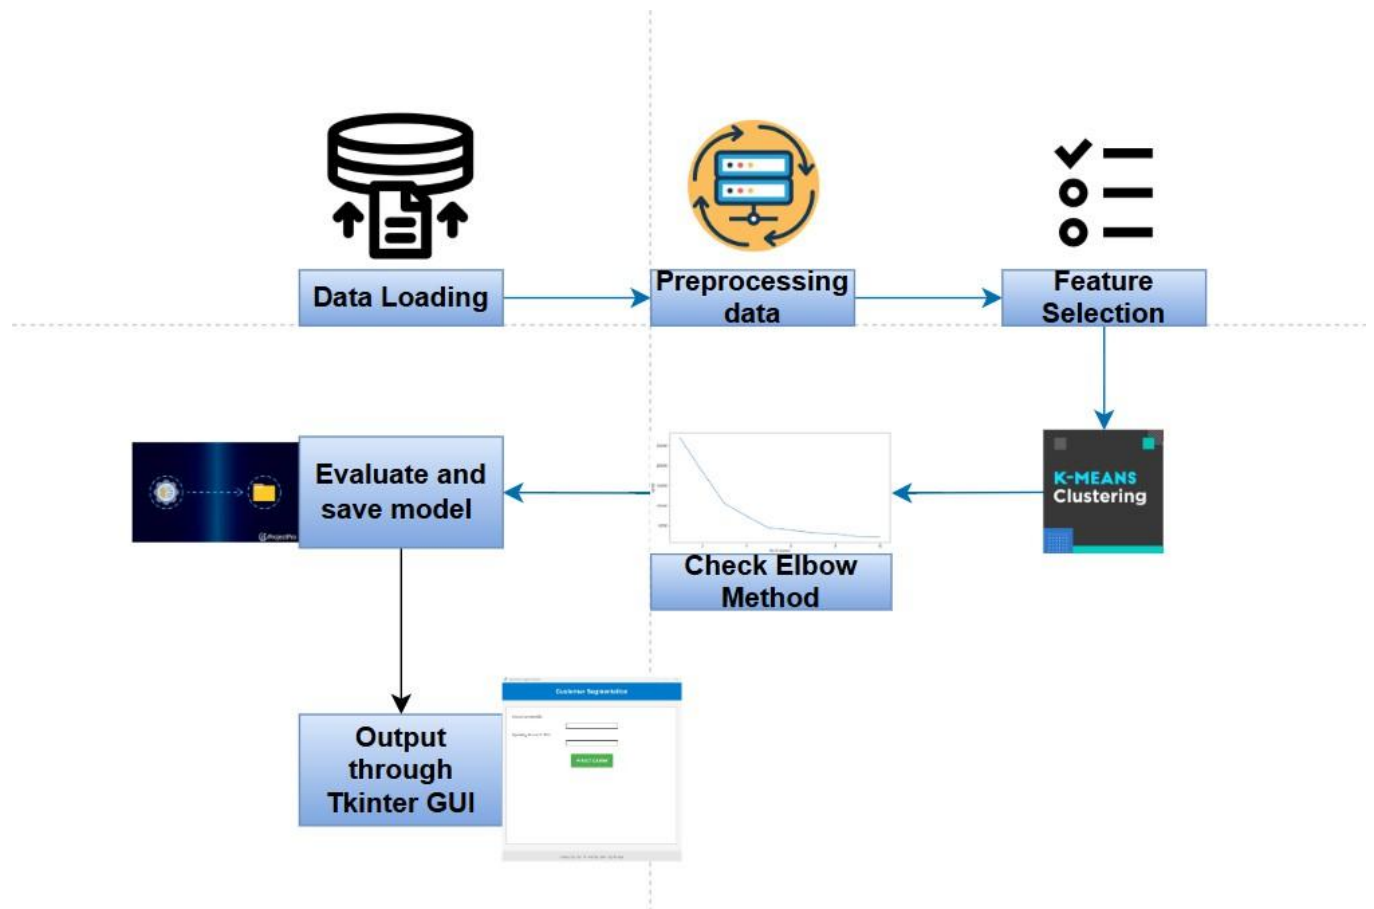 Data Loading
Preprocessing
data
Feature
Selection
K-MEANS
Clustering
Evaluate and
save model
ProjectPro
Check Elbow
Method
Output
through
Tkinter GUI
Customer Segmentation